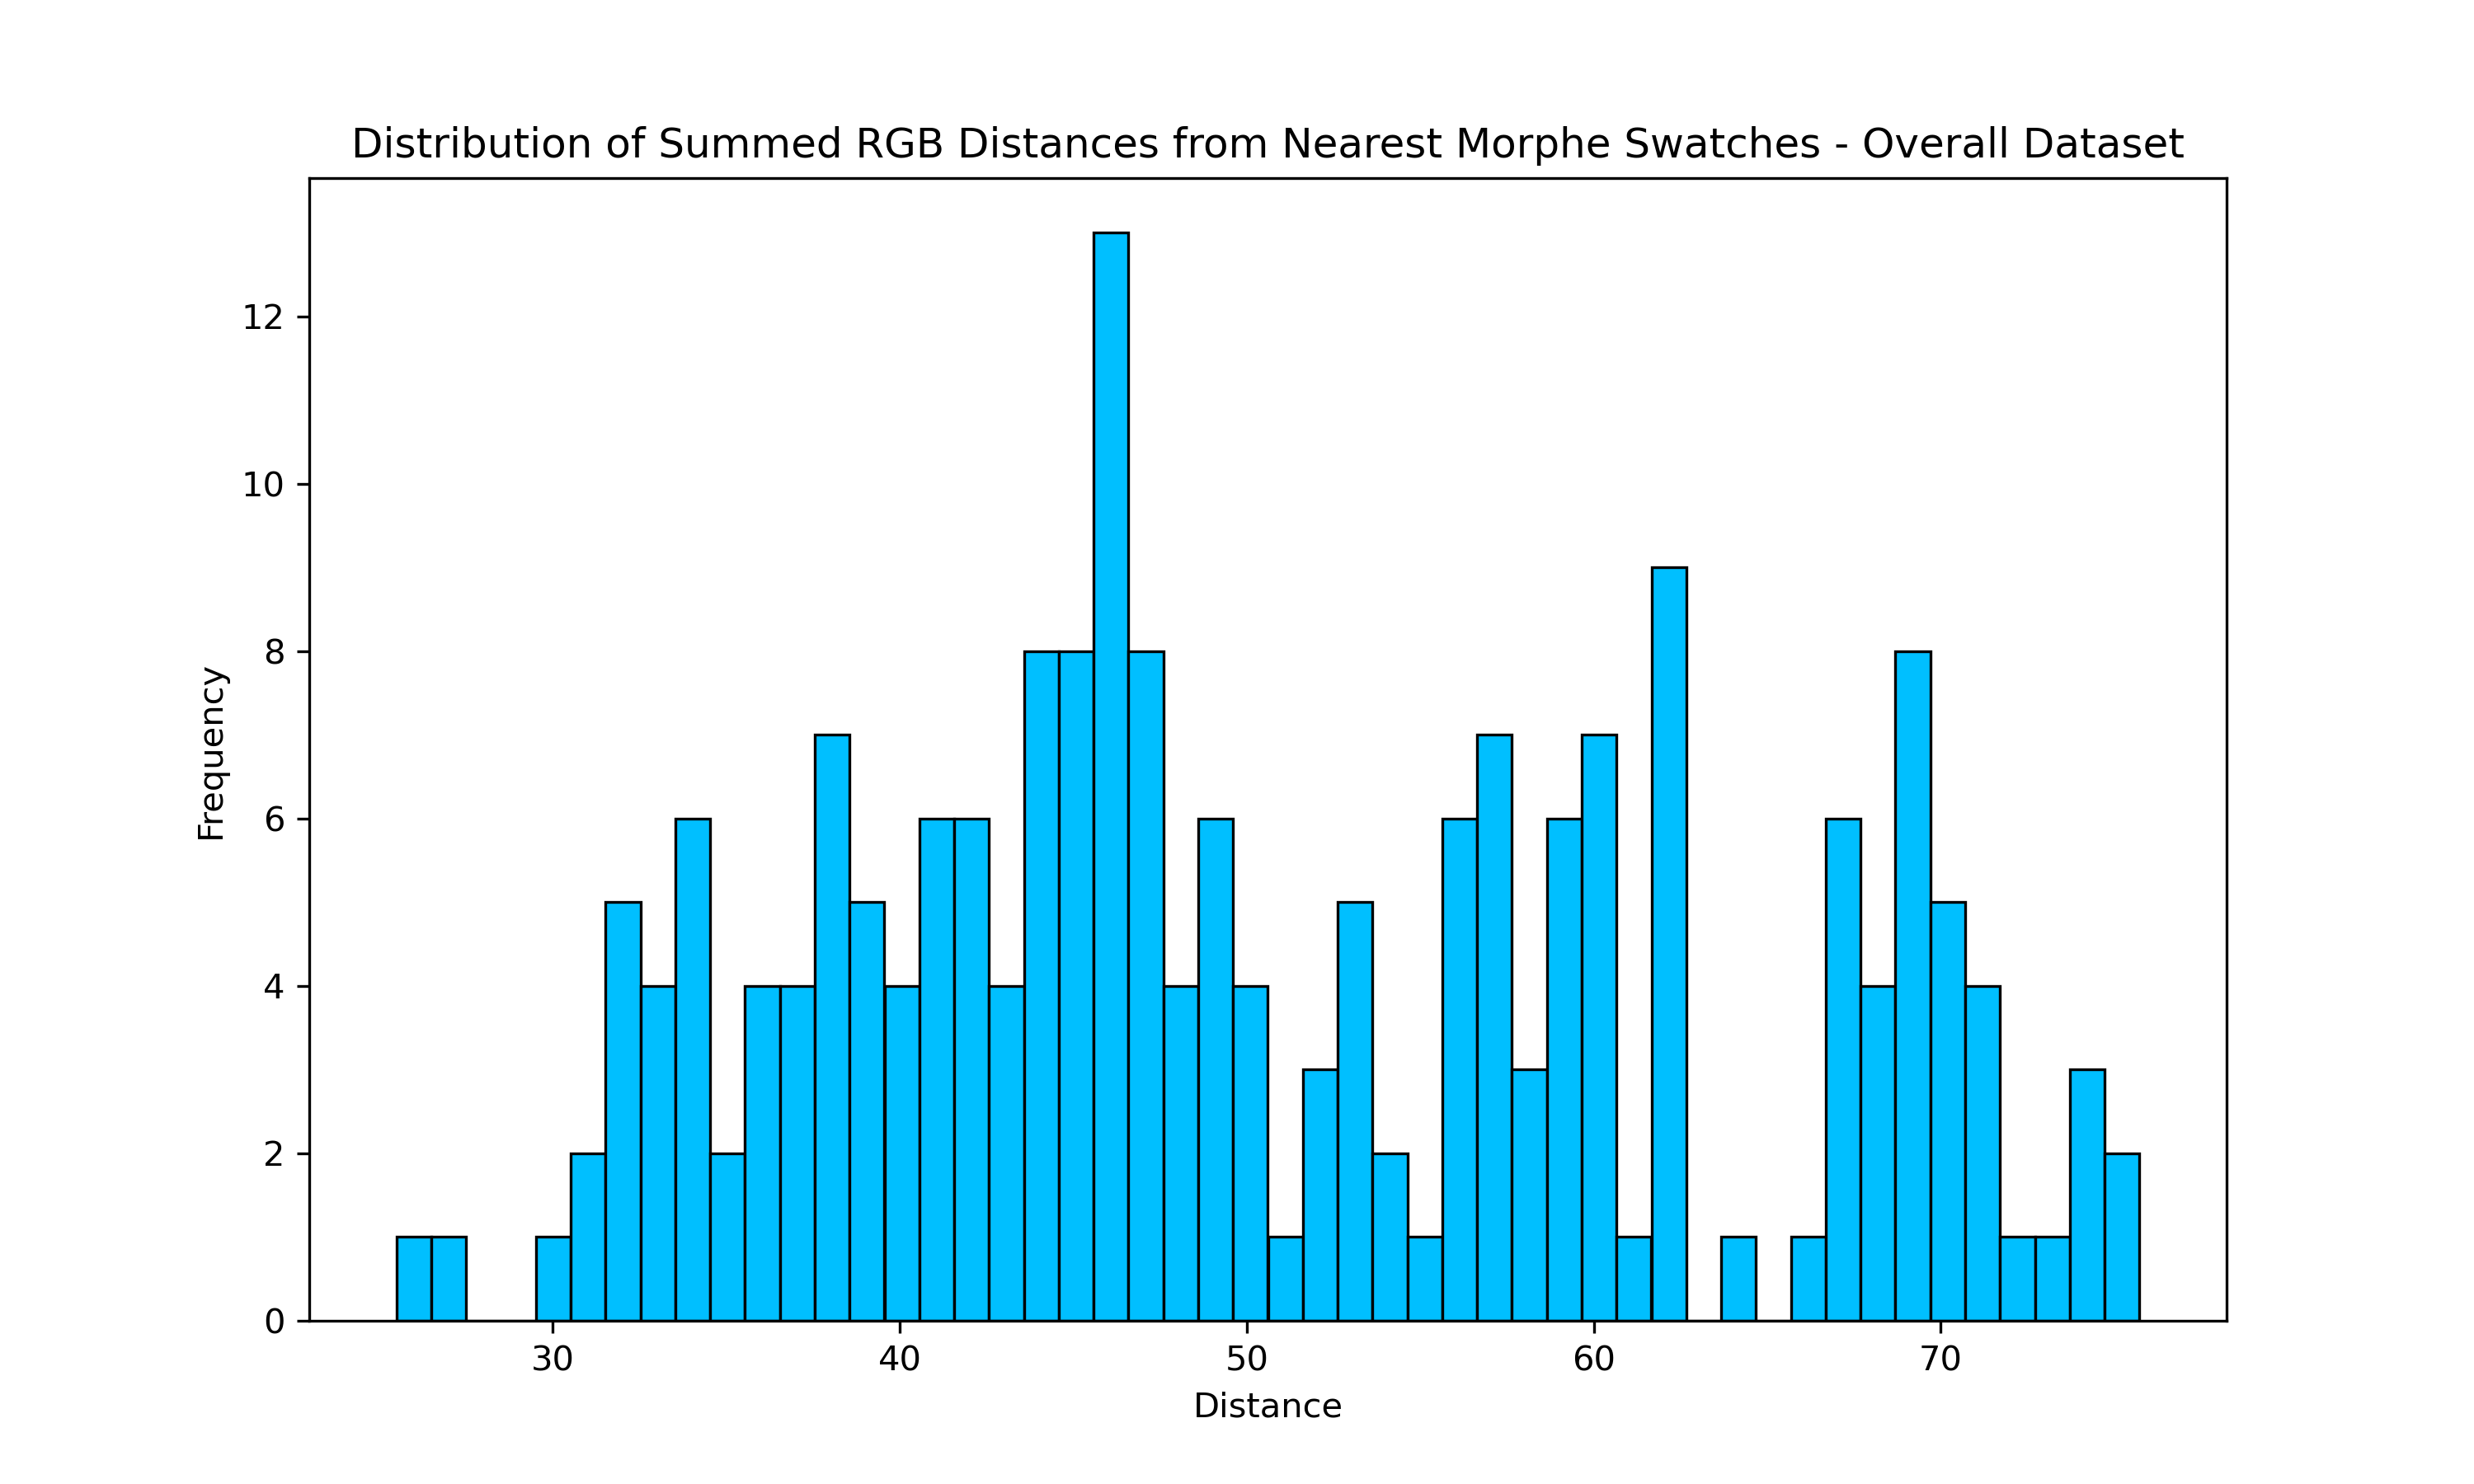 Distribution of Summed RGB Distances from Nearest Morphe Swatches - Overall Dataset
12
10
8
6
4
2
0
Frequency
30 40 50 60 70
Distance